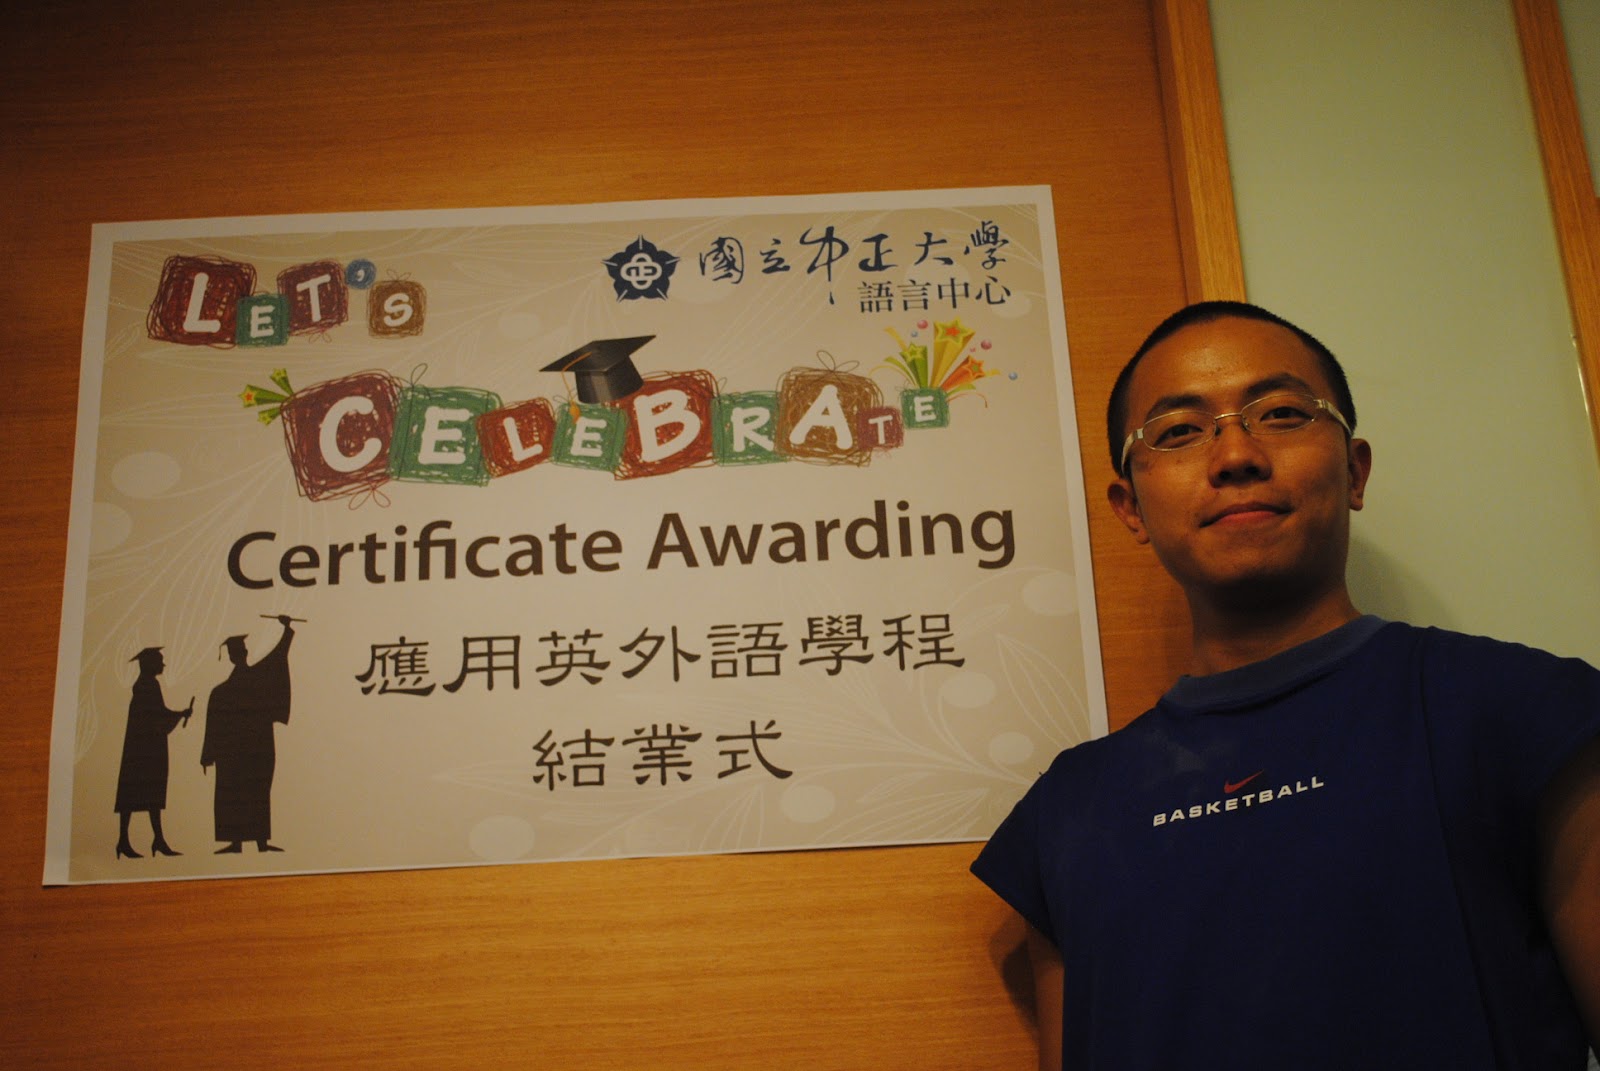 LET'S
國立中正大學
語言中心
CELEBRATE
Certificate Awarding
應用英外語學程
結業式
BASKETBALL